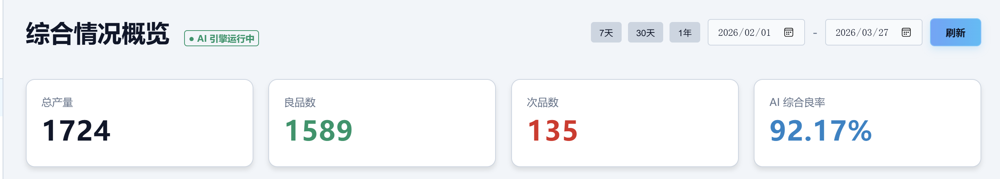 综合情况概览
AI 引擎运行中
7天
30天
1年
2026/02/01
-
2026/03/27
刷新
总产量
1724
良品数
1589
次品数
135
AI 综合良率
92.17%